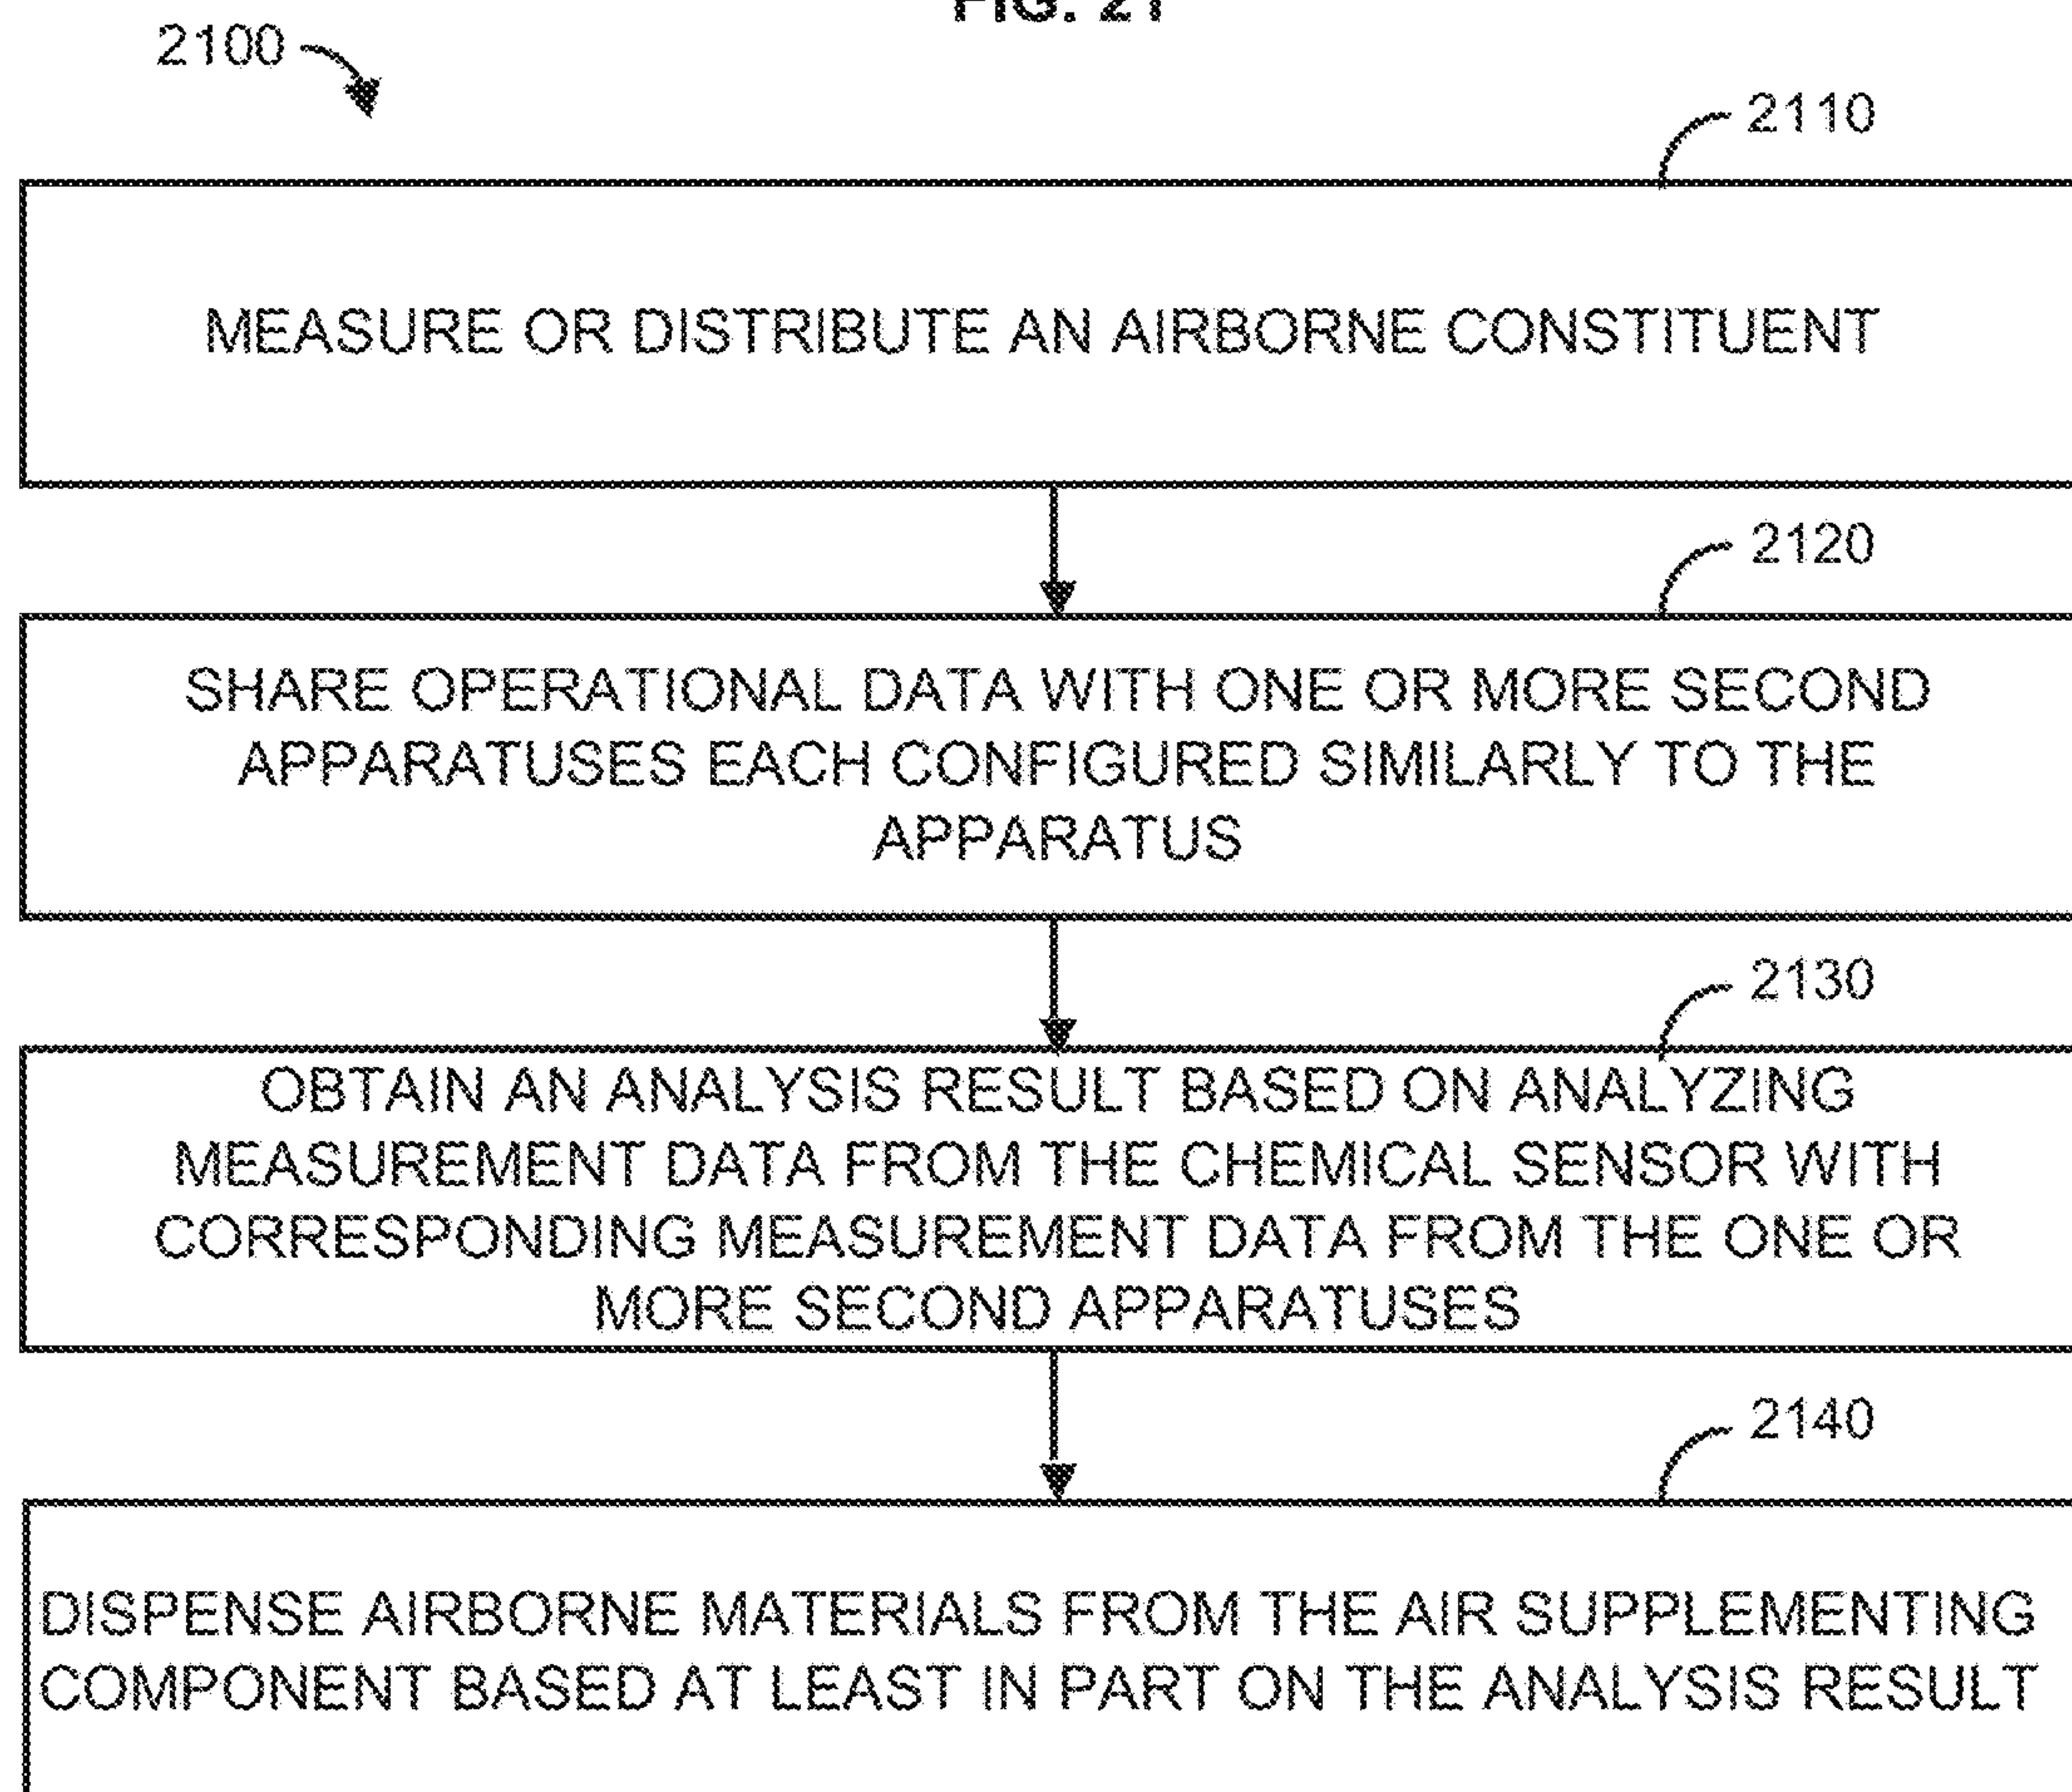 FIG. 21
2100
2110
MEASURE OR DISTRIBUTE AN AIRBORNE CONSTITUENT
2120
SHARE OPERATIONAL DATA WITH ONE OR MORE SECOND
APPARATUSES EACH CONFIGURED SIMILARLY TO THE
APPARATUS
2130
OBTAIN AN ANALYSIS RESULT BASED ON ANALYZING
MEASUREMENT DATA FROM THE CHEMICAL SENSOR WITH
CORRESPONDING MEASUREMENT DATA FROM THE ONE OR
MORE SECOND APPARATUSES
2140
DISPENSE AIRBORNE MATERIALS FROM THE AIR SUPPLEMENTING
COMPONENT BASED AT LEAST IN PART ON THE ANALYSIS RESULT